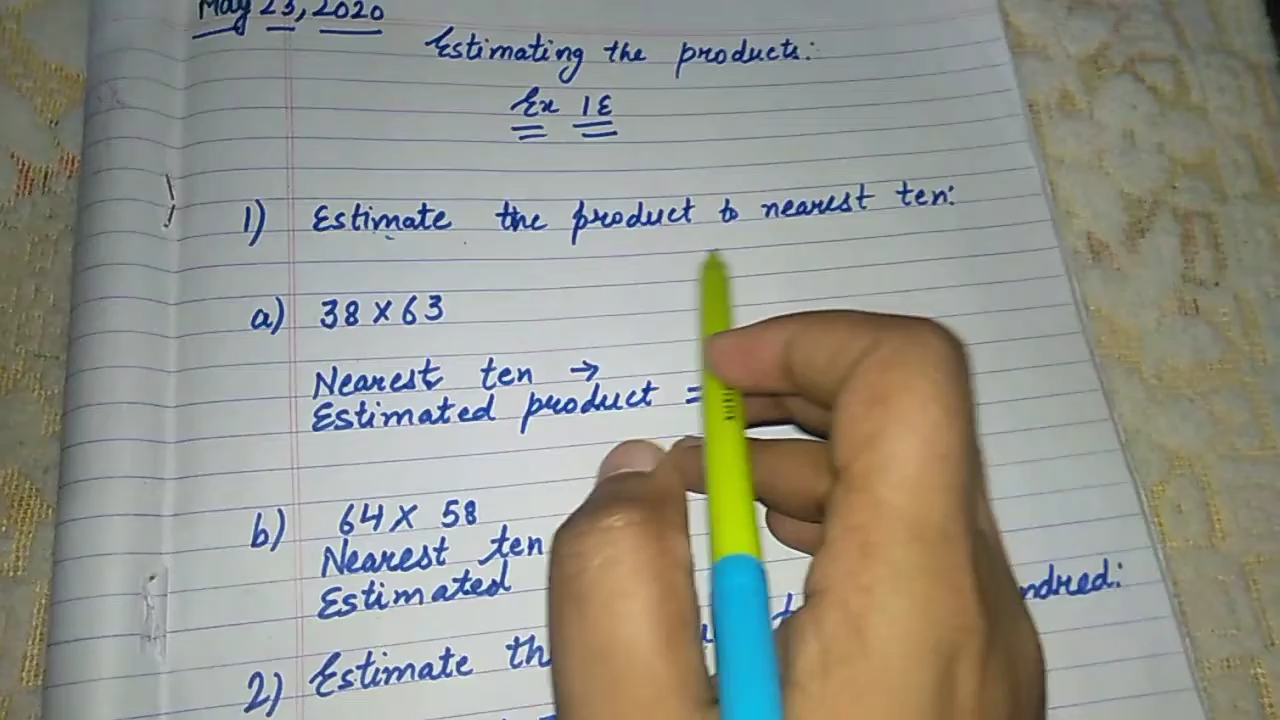 May 23, 2020
Estimating the products:
Ex 1E
1) Estimate the product to nearest ten:
a) 38 x 63
Nearest ten →
Estimated product =
b) 64 x 58
Nearest ten
Estimated
2) Estimate th